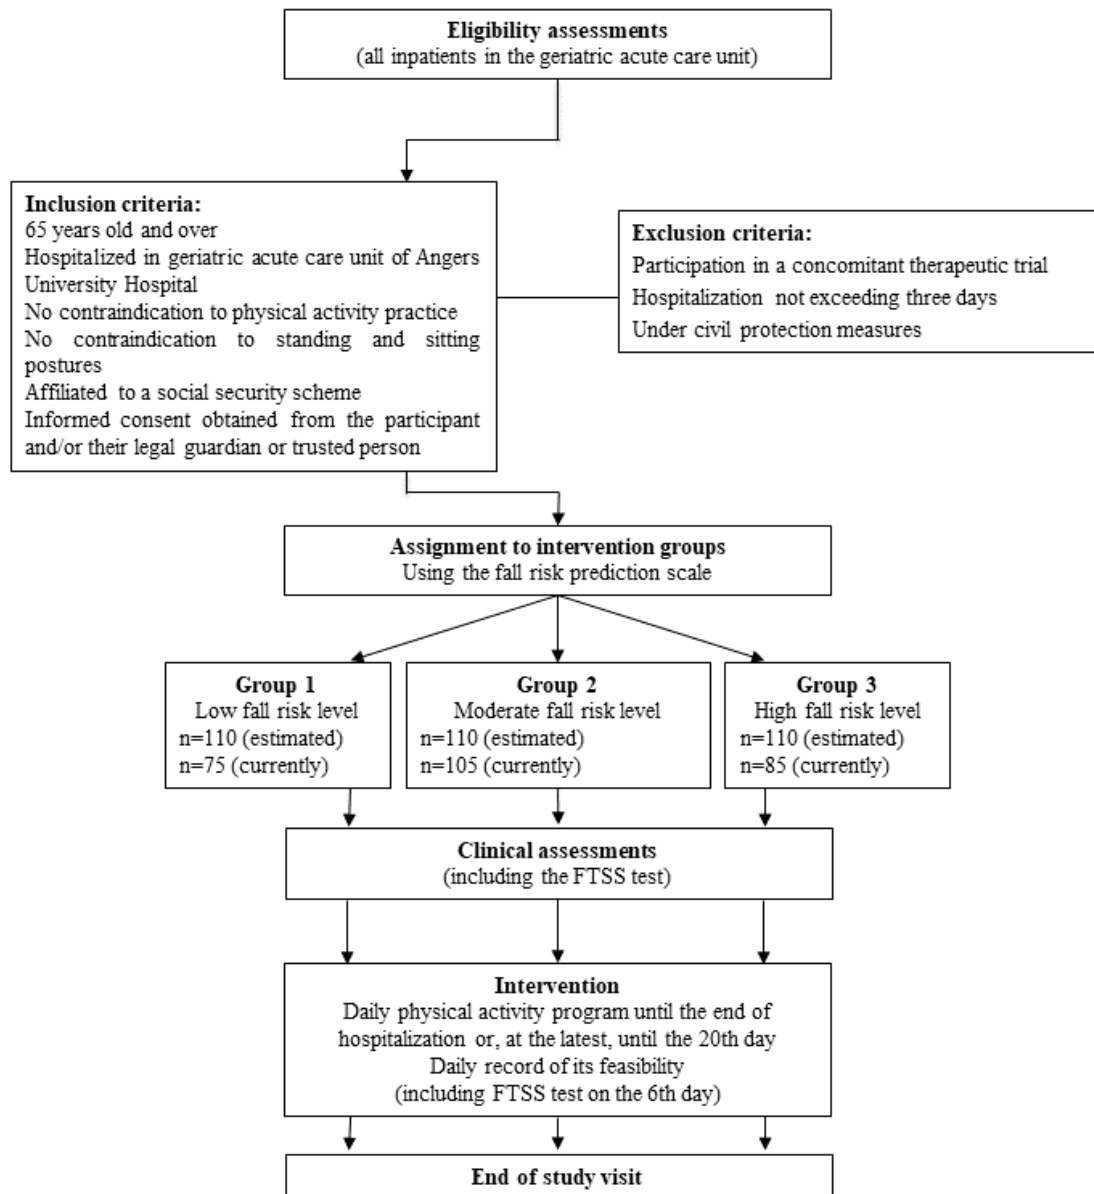 Eligibility assessments
(all inpatients in the geriatric acute care unit)
Inclusion criteria:
65 years old and over
Hospitalized in geriatric acute care unit of Angers
University Hospital
No contraindication to physical activity practice
No contraindication to standing and sitting
postures
Affiliated to a social security scheme
Informed consent obtained from the participant
and/or their legal guardian or trusted person
Exclusion criteria:
Participation in a concomitant therapeutic trial
Hospitalization not exceeding three days
Under civil protection measures
Assignment to intervention groups
Using the fall risk prediction scale
Group 1
Low fall risk level
n=110 (estimated)
n=75 (currently)
Group 2
Moderate fall risk level
n=110 (estimated)
n=105 (currently)
Group 3
High fall risk level
n=110 (estimated)
n=85 (currently)
Clinical assessments
(including the FTSS test)
Intervention
Daily physical activity program until the end of
hospitalization or, at the latest, until the 20th day
Daily record of its feasibility
(including FTSS test on the 6th day)
End of study visit